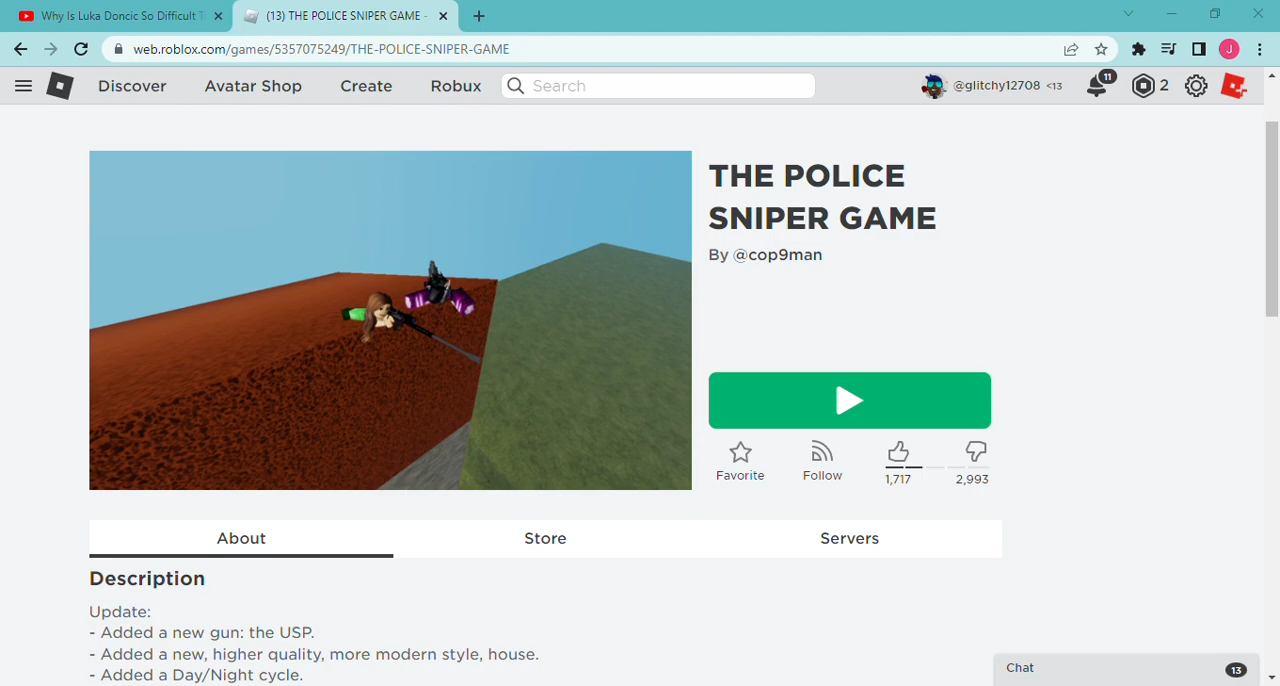 Why Is Luka Doncic So Difficult T
(13) THE POLICE SNIPER GAME -
web.roblox.com/games/5357075249/THE-POLICE-SNIPER-GAME
J
Discover Avatar Shop Create Robux Search @glitchy12708 <13 11 2
THE POLICE
SNIPER GAME
By @cop9man
Favorite Follow 1,717 2,993
About Store Servers
Description
Update:
- Added a new gun: the USP.
- Added a new, higher quality, more modern style, house.
- Added a Day/Night cycle.
Chat 13